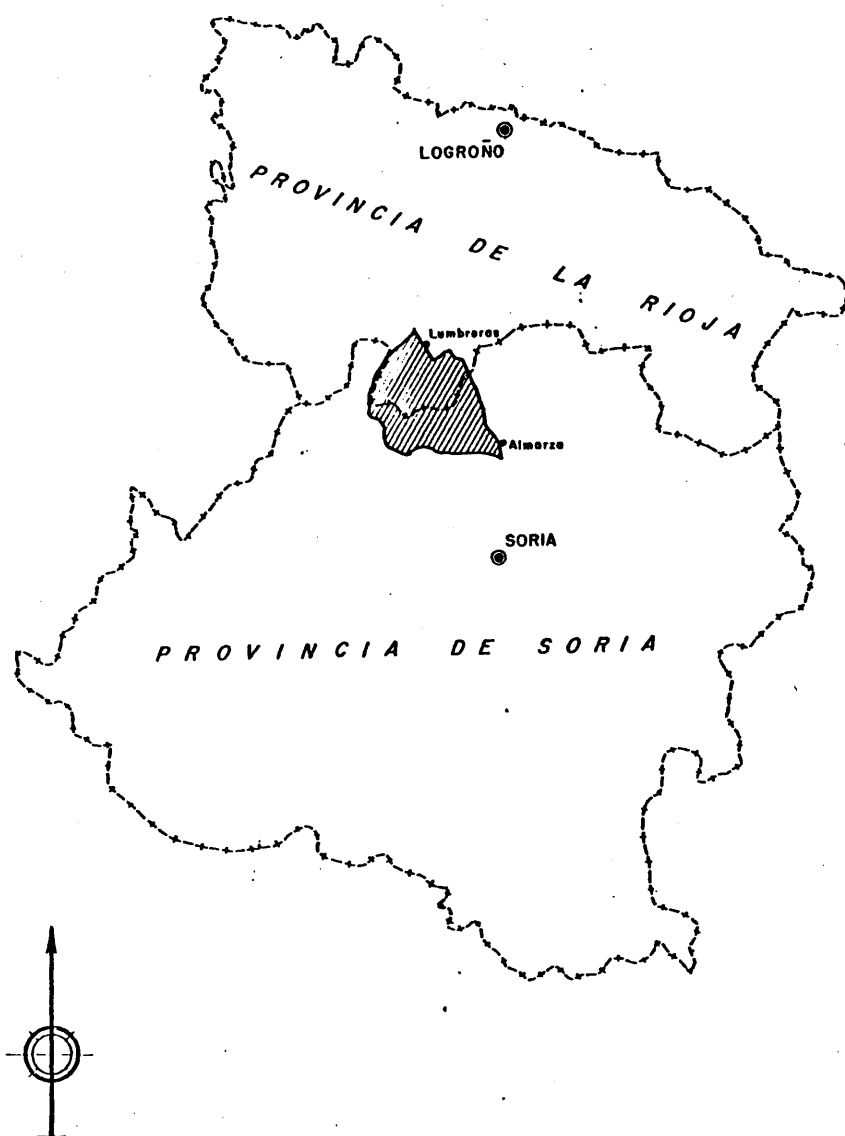 LOGROÑO
PROVINCIA DE LA RIOJA
Lumbreras
Almarza
SORIA
PROVINCIA DE SORIA